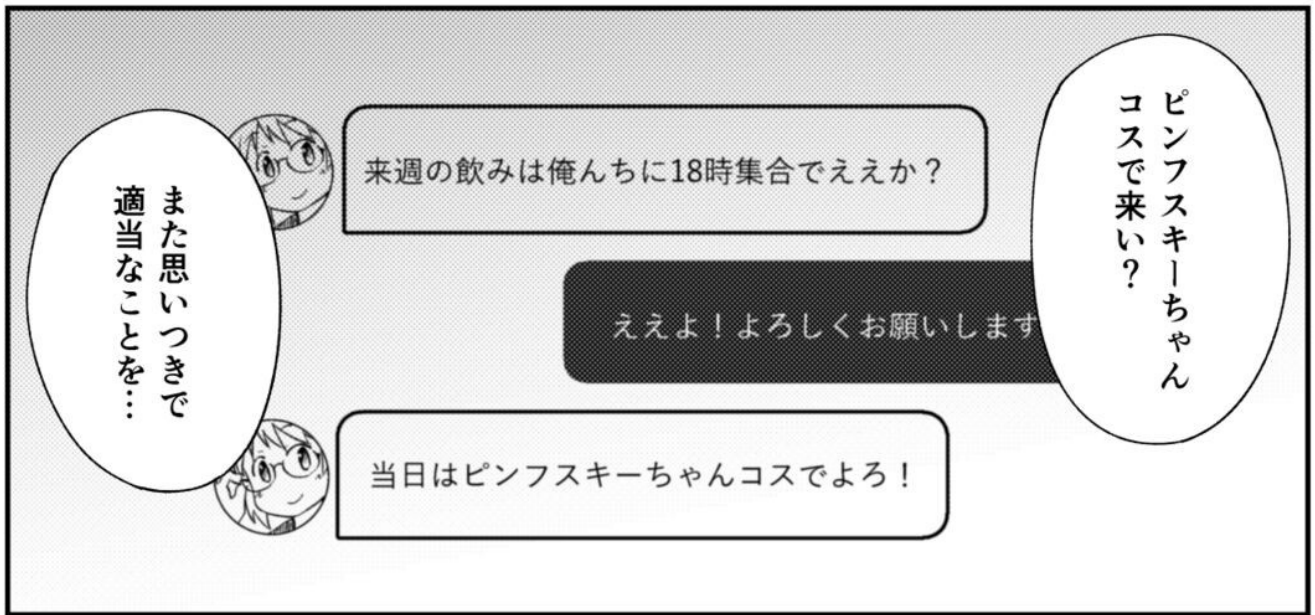 ピンフスキーちゃん
コスで来い？
来週の飲みは俺んちに18時集合でええか？
ええよ！よろしくお願いします
当日はピンフスキーちゃんコスでよろ！
また思いつきで
適当なことを…